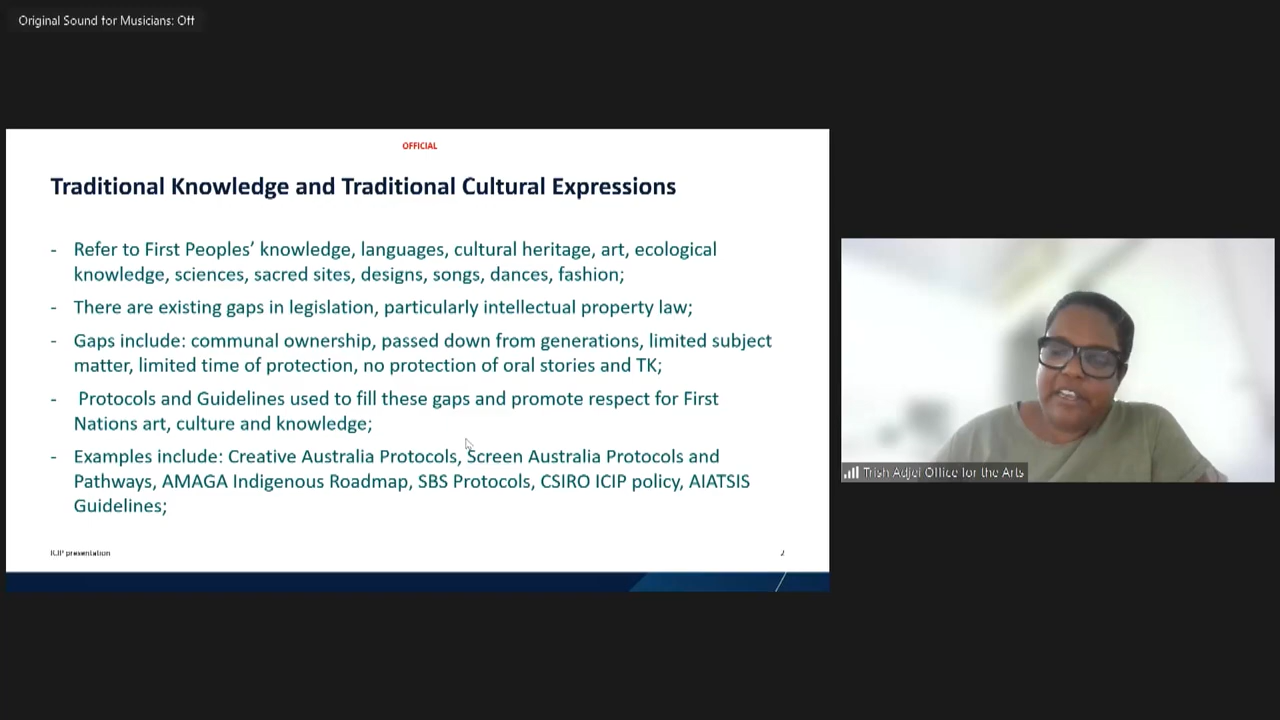 Original Sound for Musicians: Off
OFFICIAL
Traditional Knowledge and Traditional Cultural Expressions
- Refer to First Peoples’ knowledge, languages, cultural heritage, art, ecological
knowledge, sciences, sacred sites, designs, songs, dances, fashion;
- There are existing gaps in legislation, particularly intellectual property law;
- Gaps include: communal ownership, passed down from generations, limited subject
matter, limited time of protection, no protection of oral stories and TK;
- Protocols and Guidelines used to fill these gaps and promote respect for First
Nations art, culture and knowledge;
- Examples include: Creative Australia Protocols, Screen Australia Protocols and
Pathways, AMAGA Indigenous Roadmap, SBS Protocols, CSIRO ICIP policy, AIATSIS
Guidelines;
ICIP presentation
Trish Adjei Office for the Arts